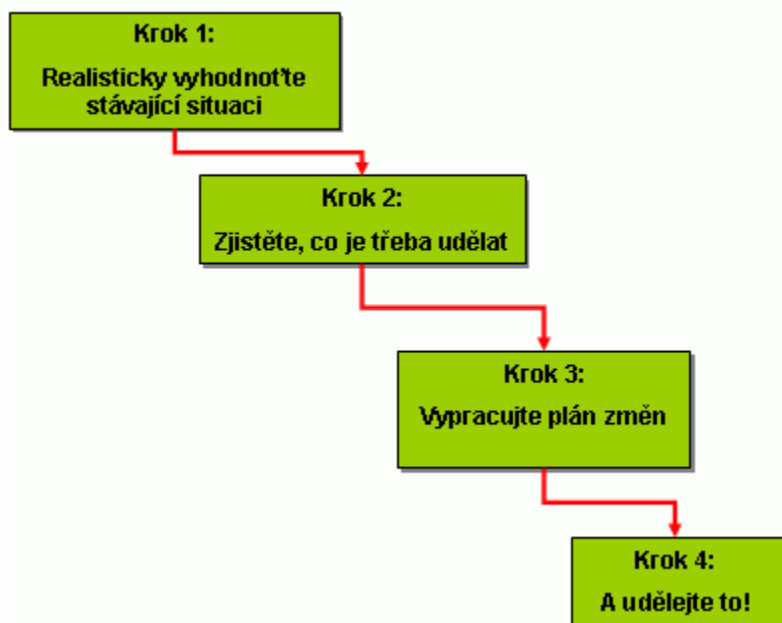 Krok 1:
Realisticky vyhodnoťte
stávající situaci
Krok 2:
Zjistěte, co je třeba udělat
Krok 3:
Vypracujte plán změn
Krok 4:
A udělejte to!